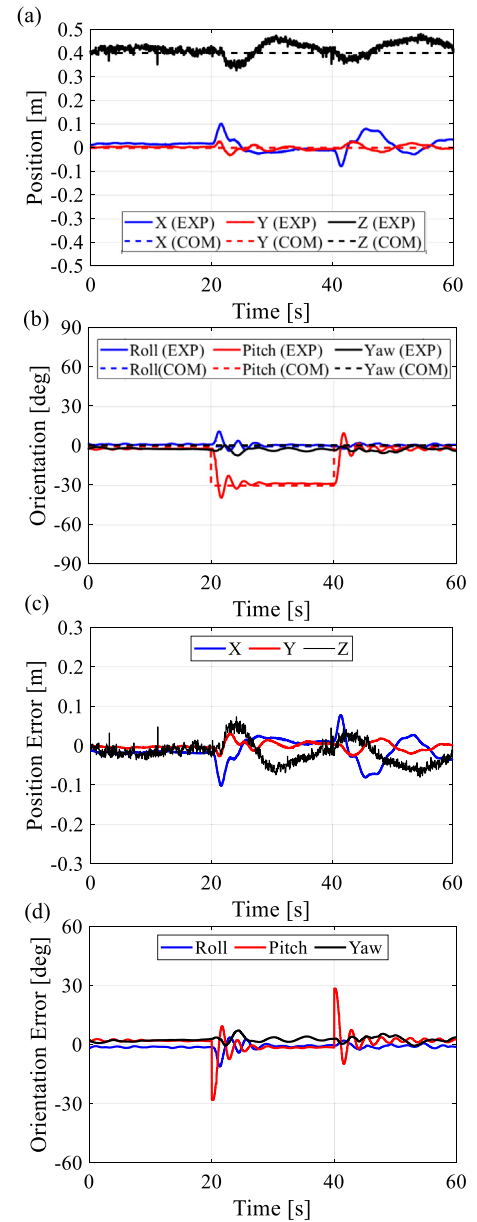 (a)
0.5
0.4
0.3
0.2
0.1
0
-0.1
-0.2
-0.3
-0.4
-0.5
Position [m]
X (EXP) Y (EXP) Z (EXP)
X (COM) Y (COM) Z (COM)
0 20 40 60
Time [s]
(b)
90
60
30
0
-30
-60
-90
Orientation [deg]
Roll (EXP) Pitch (EXP) Yaw (EXP)
Roll(COM) Pitch (COM) Yaw (COM)
0 20 40 60
Time [s]
(c)
0.3
0.2
0.1
0
-0.1
-0.2
-0.3
Position Error [m]
X Y Z
0 20 40 60
Time [s]
(d)
60
30
0
-30
-60
Orientation Error [deg]
Roll Pitch Yaw
0 20 40 60
Time [s]